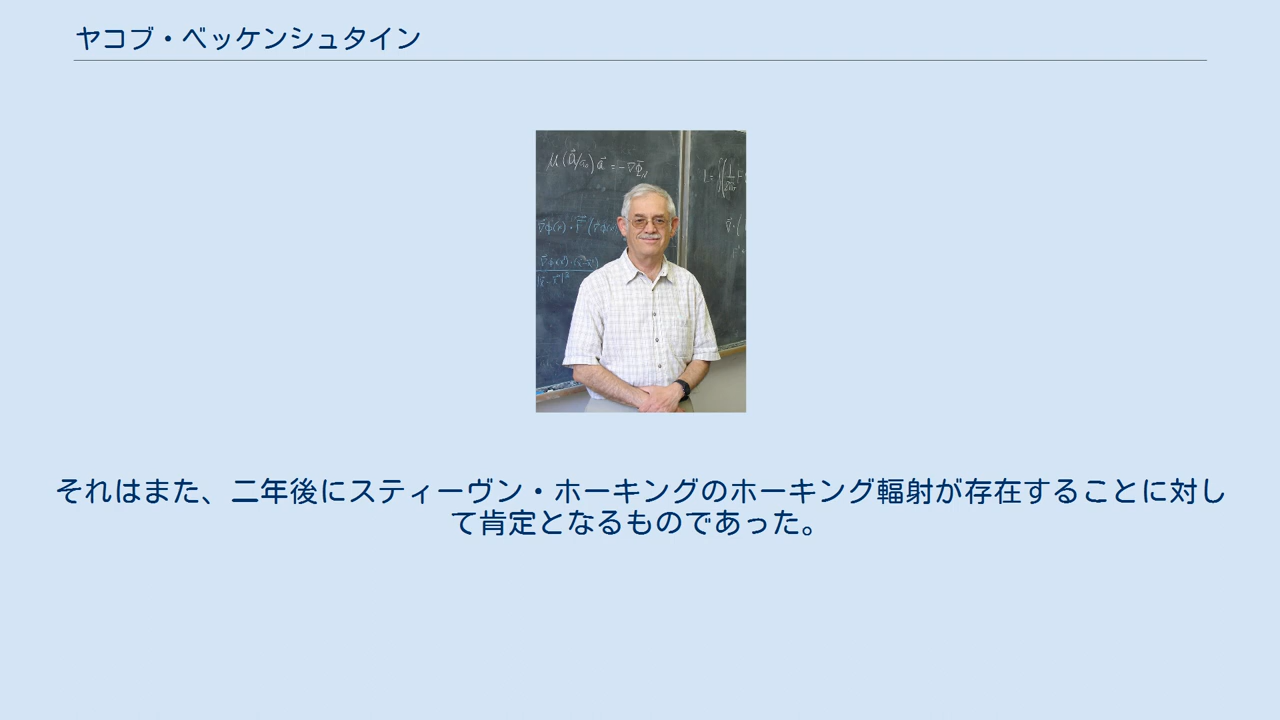 ヤコブ・ベッケンシュタイン
それはまた、二年後にスティーヴン・ホーキングのホーキング輻射が存在することに対し
て肯定となるものであった。